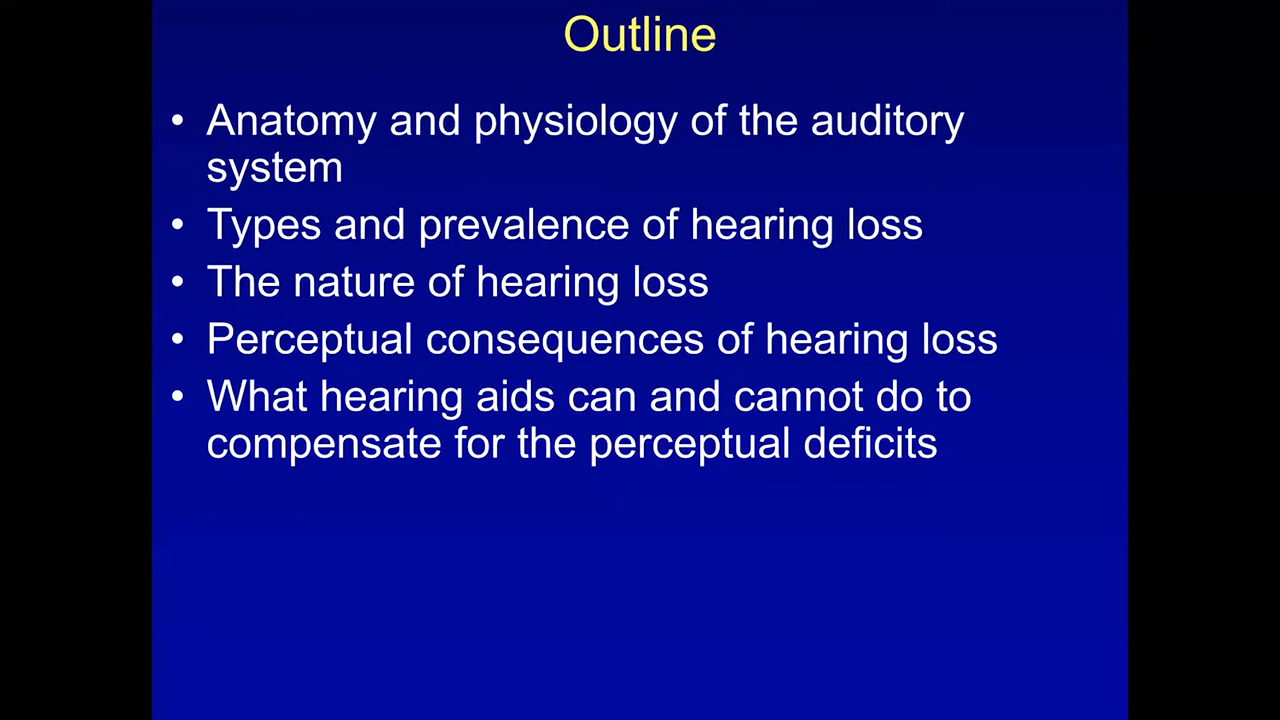 Outline
• Anatomy and physiology of the auditory
system
• Types and prevalence of hearing loss
• The nature of hearing loss
• Perceptual consequences of hearing loss
• What hearing aids can and cannot do to
compensate for the perceptual deficits